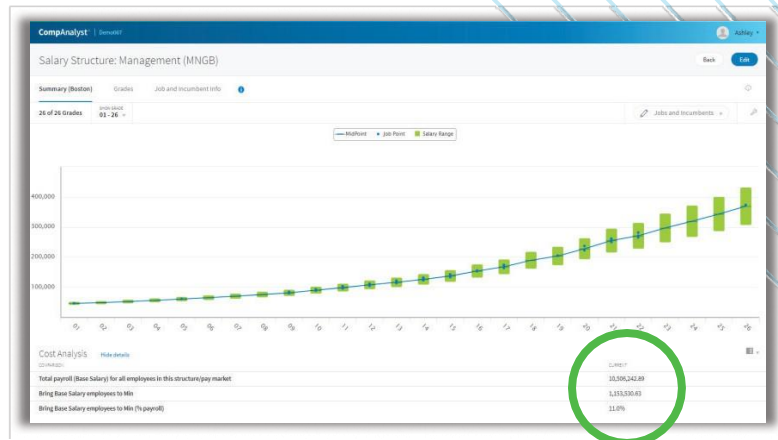 CompAnalyst | DemoNY
Ashley
Salary Structure: Management (MNGB)
Back
Edit
Summary (Boston)
Grades
Job and Incumbent Info
26 of 26 Grades
SHOW GRADE
01 - 26
Jobs and Incumbents
MidPoint
Job Point
Salary Range
400,000
300,000
200,000
100,000
01 02 03 04 05 06 07 08 09 10 11 12 13 14 15 16 17 18 19 20 21 22 23 24 25 26
Cost Analysis
Hide details
COMPARISON
CURRENT
Total payroll (Base Salary) for all employees in this structure/pay market
10,506,242.89
Bring Base Salary employees to Min
1,153,530.63
Bring Base Salary employees to Min (% payroll)
11.0%